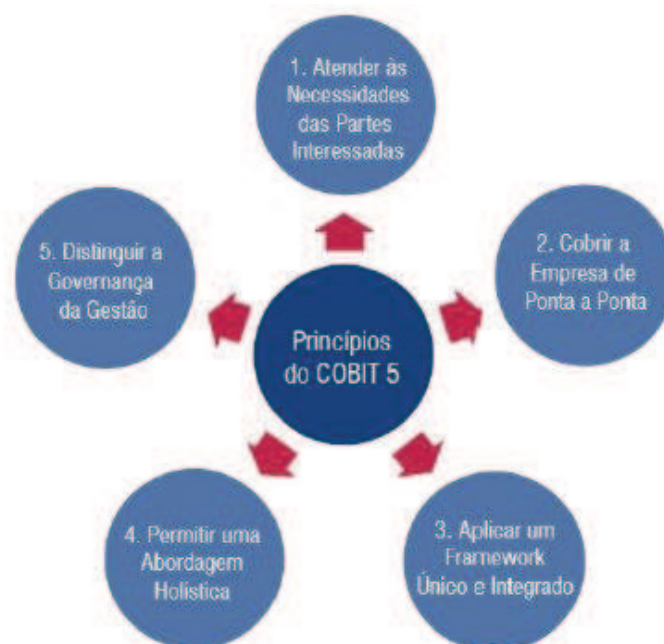 1. Atender às
Necessidades
das Partes
Interessadas
2. Cobrir a
Empresa de
Ponta a Ponta
3. Aplicar um
Framework
Único e Integrado
4. Permitir uma
Abordagem
Holística
5. Distinguir a
Governança
da Gestão
Princípios
do COBIT 5